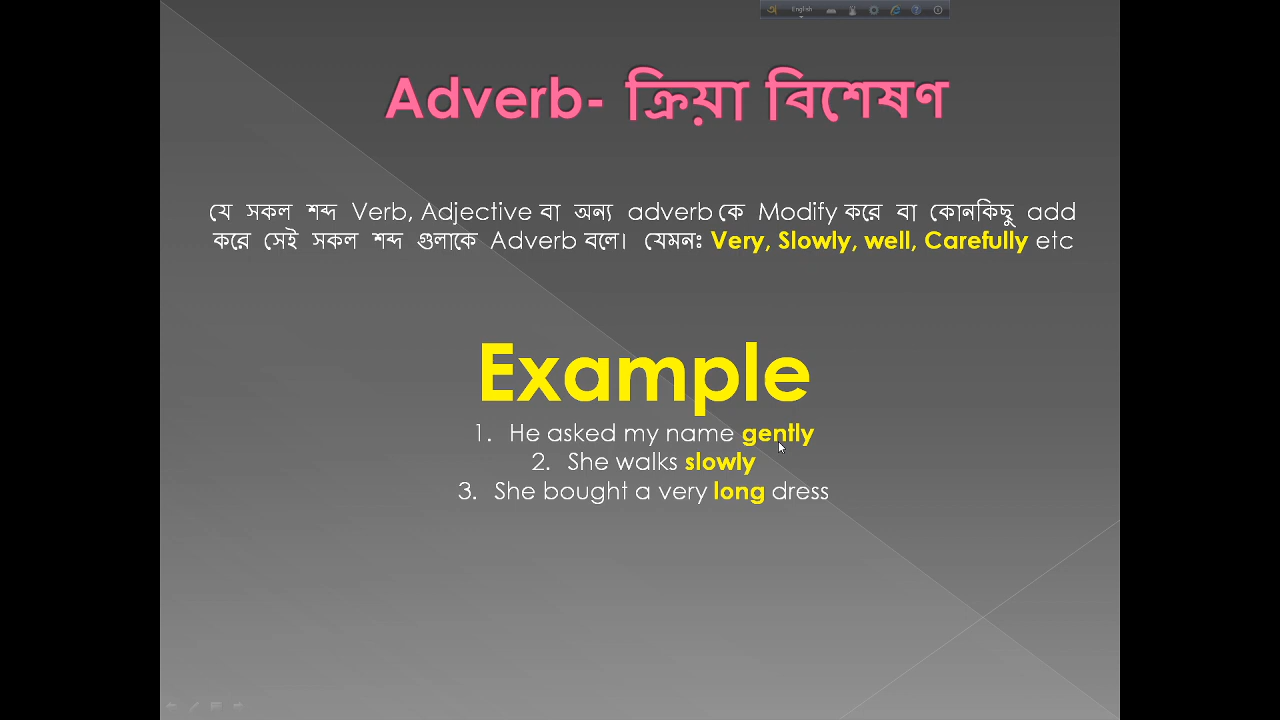 English
Adverb- ক্রিয়া বিশেষণ
যে সকল শব্দ Verb, Adjective বা অন্য adverb কে Modify করে বা কোনকিছু add
করে সেই সকল শব্দ গুলাকে Adverb বলে। যেমনঃ Very, Slowly, well, Carefully etc
Example
1. He asked my name gently
2. She walks slowly
3. She bought a very long dress